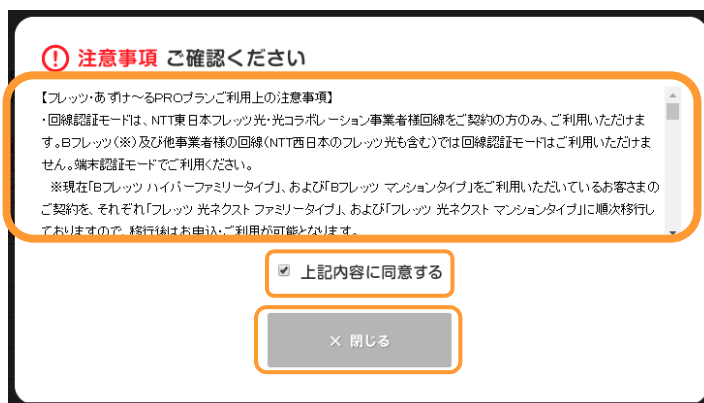 注意事項 ご確認ください
【フレッツ・あずけ～るPROプランご利用上の注意事項】
・回線認証モードは、NTT東日本フレッツ光・光コラボレーション事業者様回線をご契約の方のみ、ご利用いただけま
す。Bフレッツ(※)及び他事業者様の回線(NTT西日本のフレッツ光も含む)では回線認証モードはご利用いただけま
せん。端末認証モードでご利用ください。
※現在「Bフレッツ ハイパーファミリータイプ」、および「Bフレッツ マンションタイプ」をご利用いただいているお客さまの
ご契約を、それぞれ「フレッツ 光ネクスト ファミリータイプ」、および「フレッツ 光ネクスト マンションタイプ」に順次移行し
ておりますので、移行後はお申込・ご利用が可能となります。
上記内容に同意する
× 閉じる